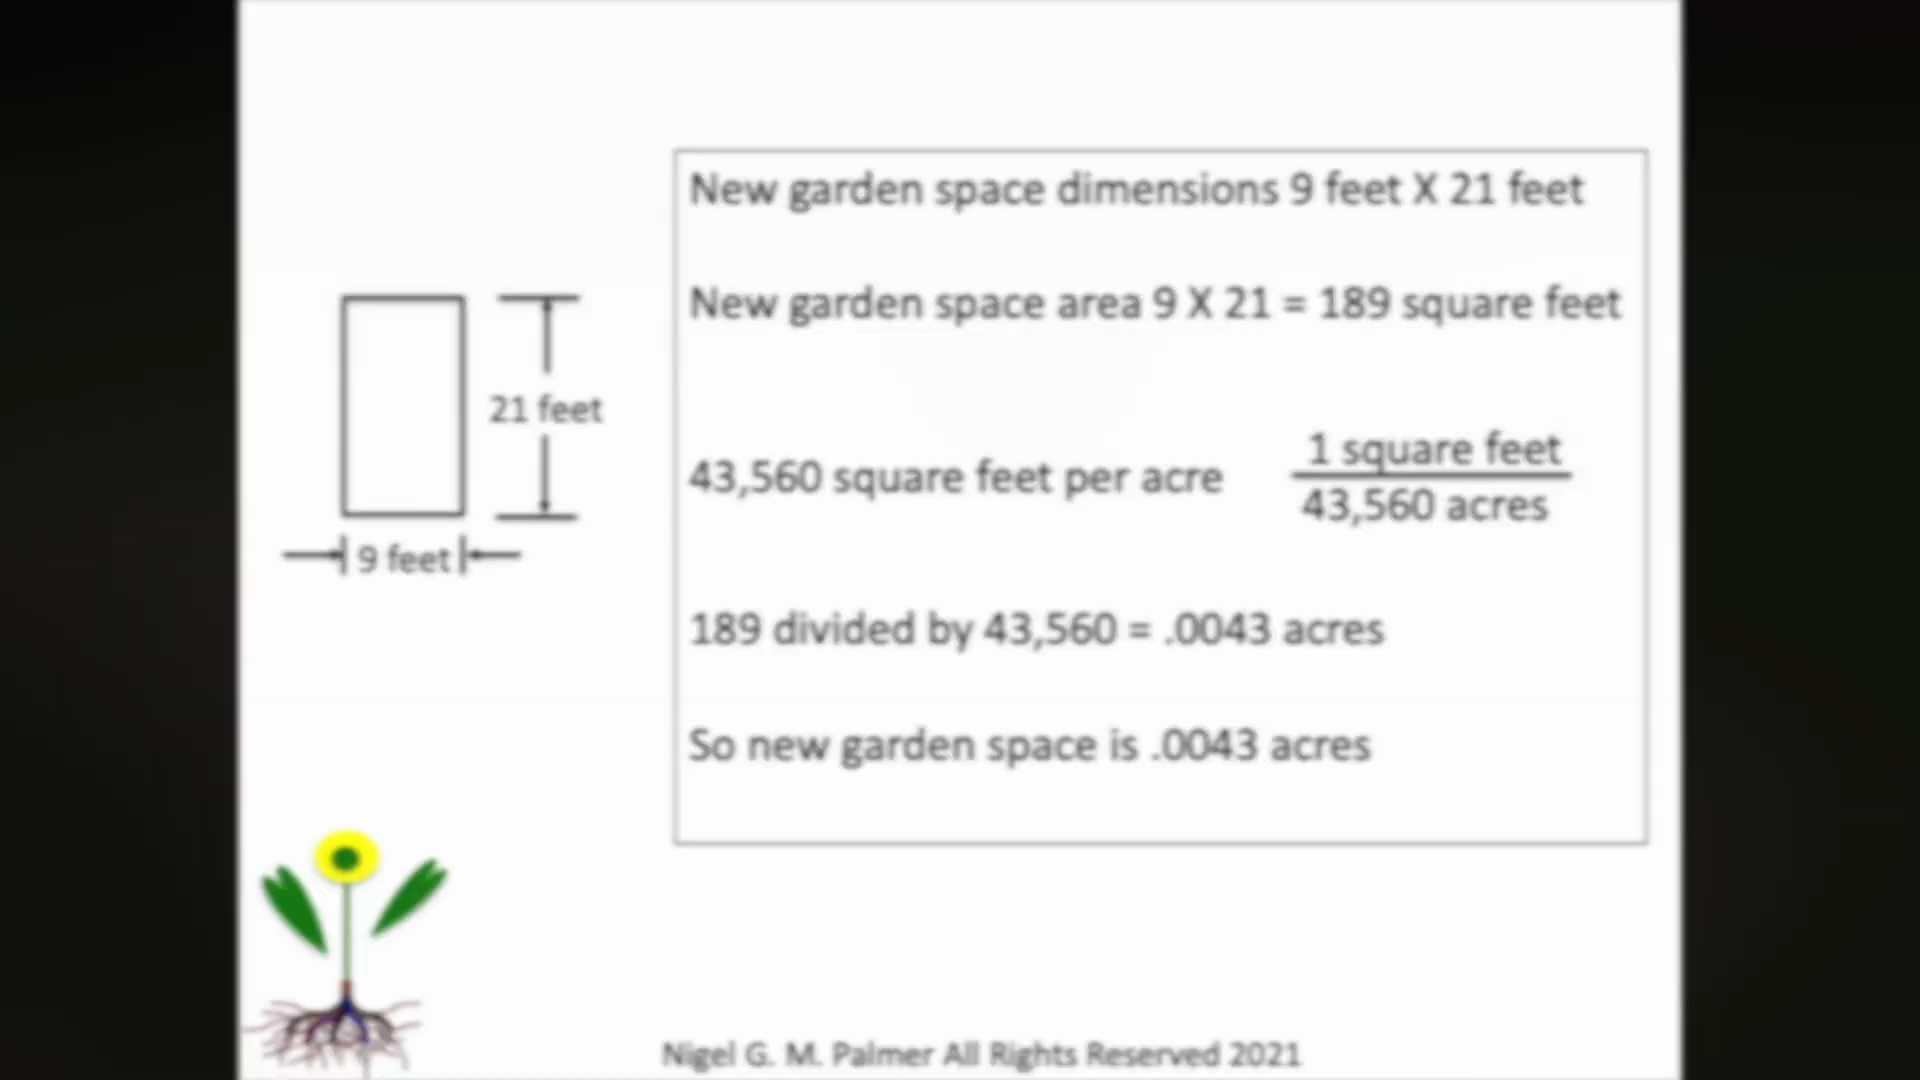 New garden space dimensions 9 feet X 21 feet
New garden space area 9 X 21 = 189 square feet
21 feet
9 feet
43,560 square feet per acre
1 square feet
43,560 acres
189 divided by 43,560 = .0043 acres
So new garden space is .0043 acres
Nigel G. M. Palmer All Rights Reserved 2021